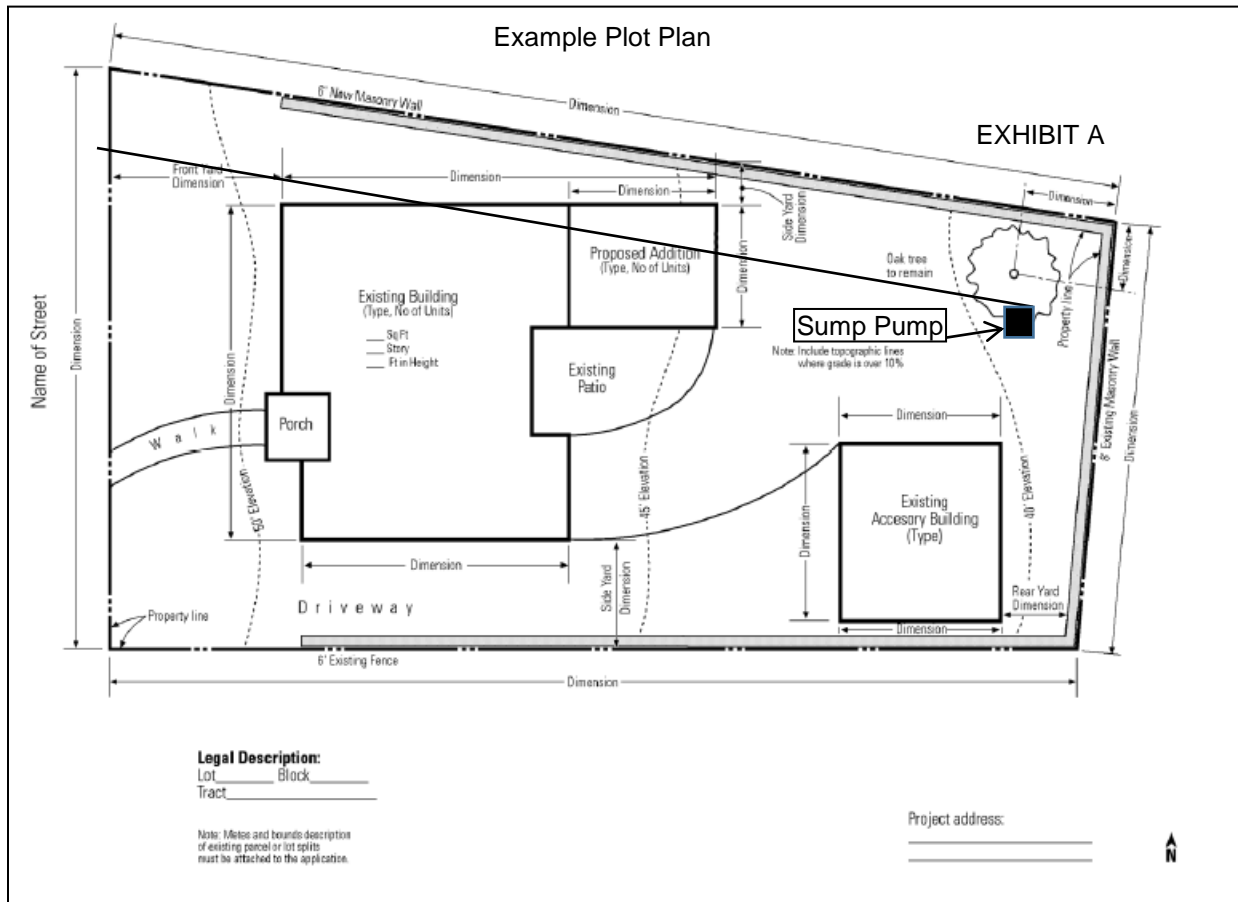 Example Plot Plan
EXHIBIT A
Dimension
6' New Masonry Wall
Front Yard
Dimension
Dimension
Dimension
Side Yard
Dimension
Dimension
Dimension
Dimension
Name of Street
Dimension
Proposed Addition
(Type, No of Units)
Dimension
Oak tree
to remain
Property line
Existing Building
(Type, No of Units)
___ Sq Ft
___ Story
___ Ft in Height
Sump Pump
Note: Include topographic lines
where grade is over 10%
Existing
Patio
Dimension
Porch
Walk
Dimension
8' Existing Masonry Wall
Dimension
50' Elevation
45' Elevation
40' Elevation
Existing
Accesory Building
(Type)
Dimension
Dimension
Side Yard
Dimension
Rear Yard
Dimension
Driveway
Property line
Dimension
6' Existing Fence
Dimension
Legal Description:
Lot________ Block________
Tract____________________
Note: Metes and bounds description
of existing parcel or lot splits
must be attached to the application.
Project address:
N